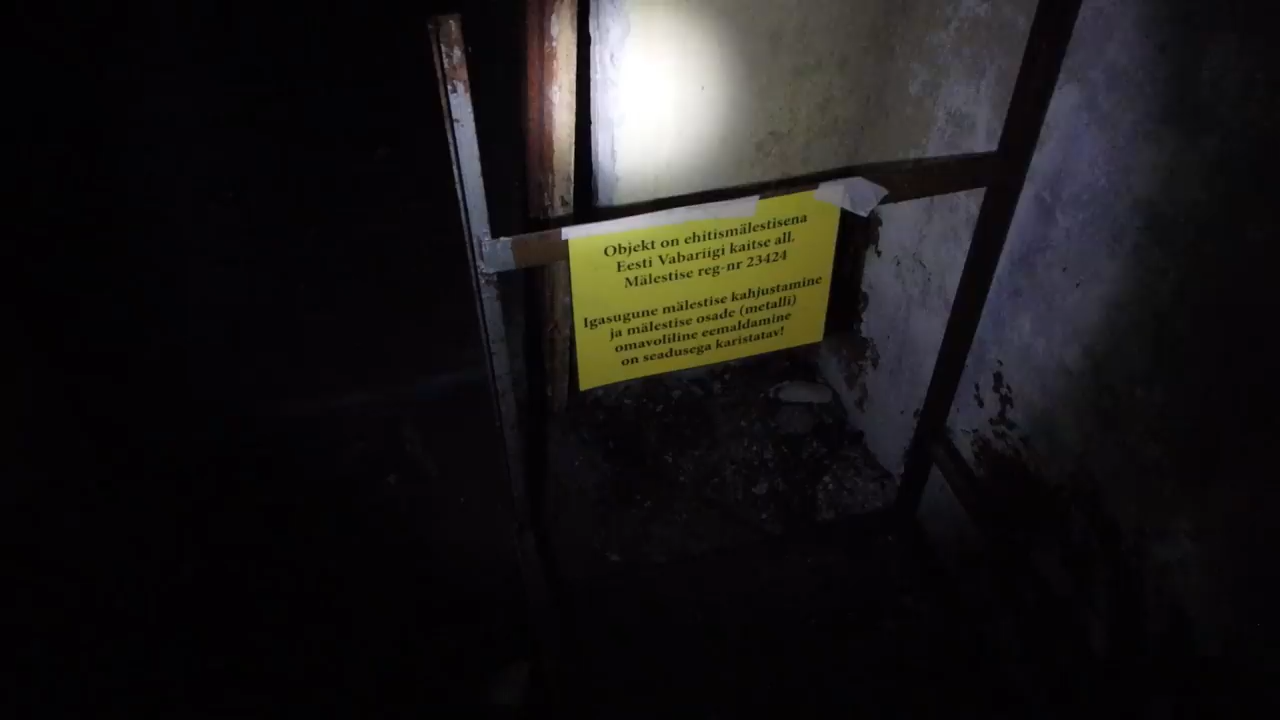 Objekt on ehitismälestisena
Eesti Vabariigi kaitse all.
Mälestise reg-nr 23424
Igasugune mälestise kahjustamine
ja mälestise osade (metalli)
omavoliline eemaldamine
on seadusega karistatav!